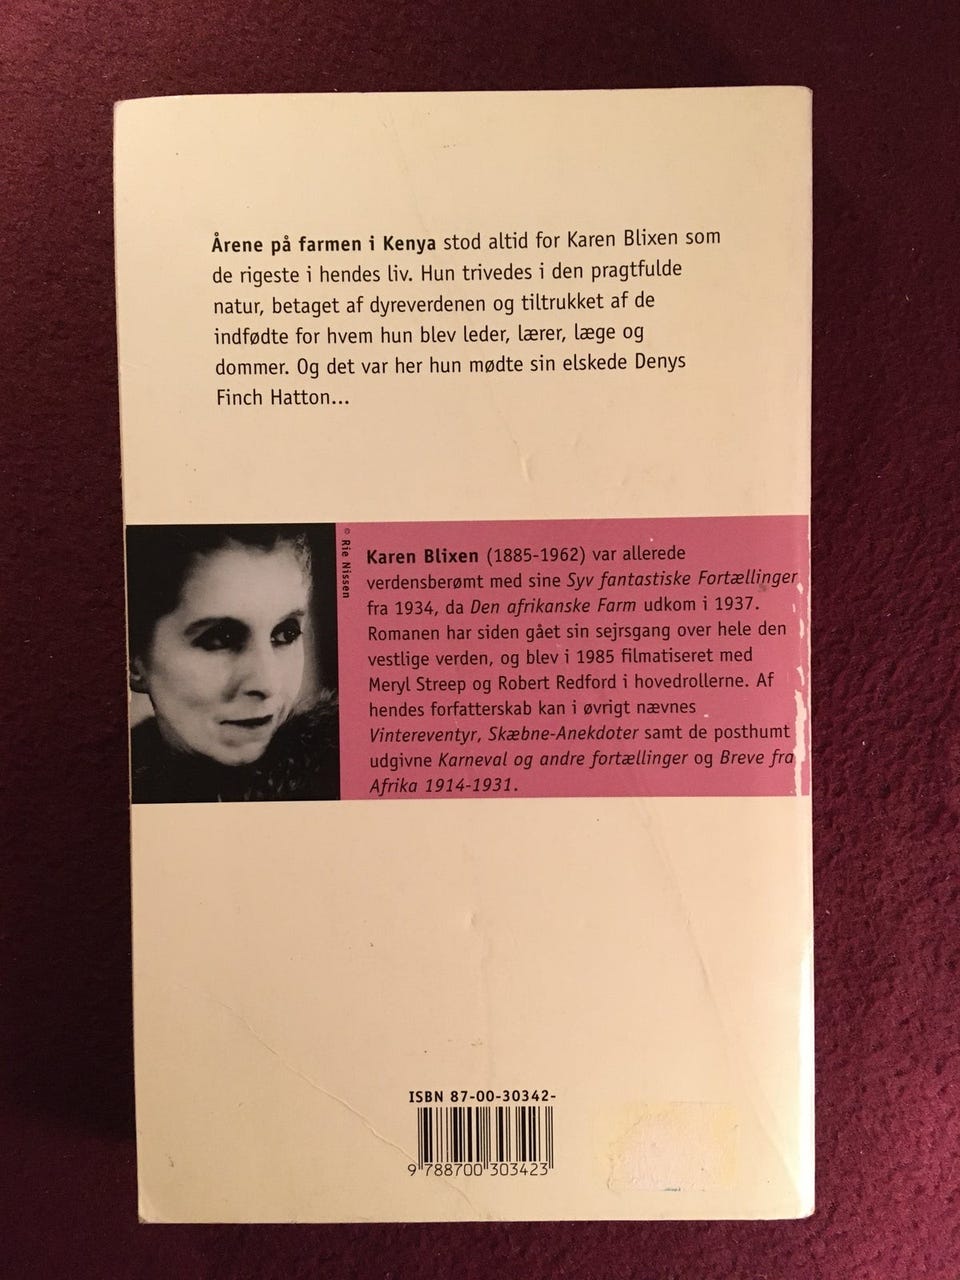 Årene på farmen i Kenya stod altid for Karen Blixen som
de rigeste i hendes liv. Hun trivedes i den pragtfulde
natur, betaget af dyreverdenen og tiltrukket af de
indfødte for hvem hun blev leder, lærer, læge og
dommer. Og det var her hun mødte sin elskede Denys
Finch Hatton...
© Rie Nissen
Karen Blixen (1885-1962) var allerede
verdensberømt med sine Syv fantastiske Fortællinger
fra 1934, da Den afrikanske Farm udkom i 1937.
Romanen har siden gået sin sejrsgang over hele den
vestlige verden, og blev i 1985 filmatiseret med
Meryl Streep og Robert Redford i hovedrollerne. Af
hendes forfatterskab kan i øvrigt nævnes
Vintereventyr, Skæbne-Anekdoter samt de posthumt
udgivne Karneval og andre fortællinger og Breve fra
Afrika 1914-1931.
ISBN 87-00-30342-
9 788700 303423